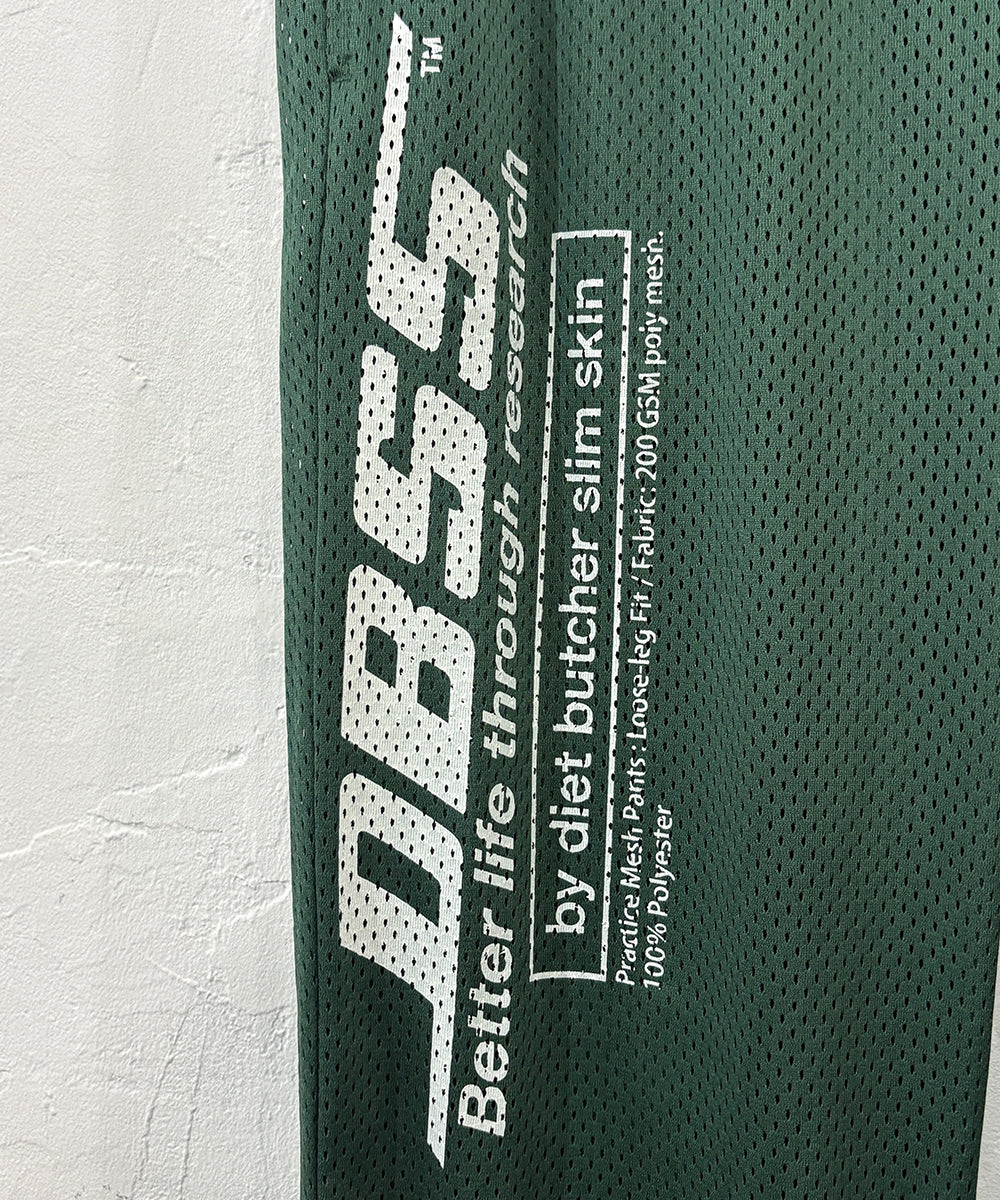 DBSS™
Better life through research
by diet butcher slim skin
Practice Mesh Pants : Loose-leg Fit / Fabric: 200 GSM poiy mesh.
100% Polyester